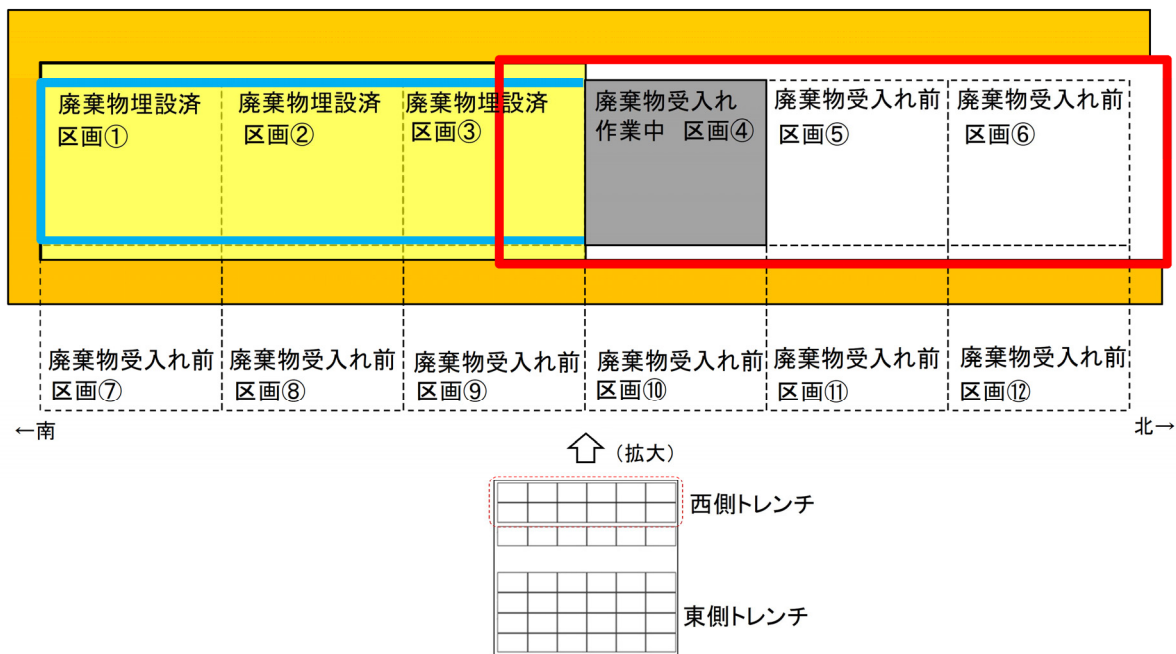 廃棄物埋設済
区画①
廃棄物埋設済
区画②
廃棄物埋設済
区画③
廃棄物受入れ
作業中 区画④
廃棄物受入れ前
区画⑤
廃棄物受入れ前
区画⑥
廃棄物受入れ前
区画⑦
廃棄物受入れ前
区画⑧
廃棄物受入れ前
区画⑨
廃棄物受入れ前
区画⑩
廃棄物受入れ前
区画⑪
廃棄物受入れ前
区画⑫
←南
北→
(拡大)
西側トレンチ
東側トレンチ